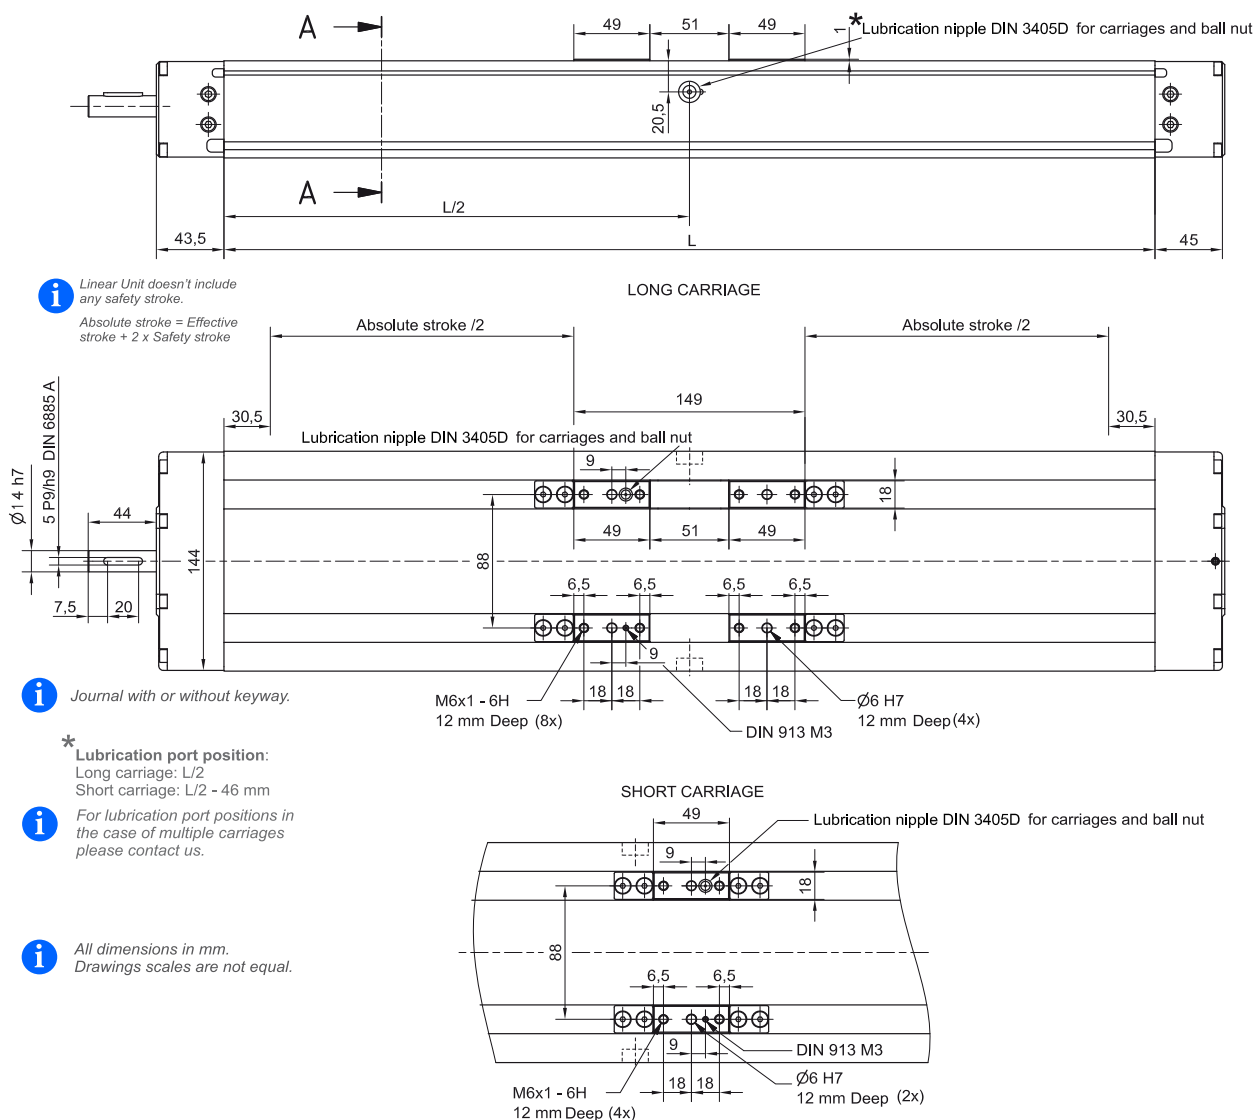 A
49
51
49
1
*Lubrication nipple DIN 3405D for carriages and ball nut
20,5
A
L/2
43,5
L
45
i
Linear Unit doesn't include
any safety stroke.
Absolute stroke = Effective
stroke + 2 x Safety stroke
LONG CARRIAGE
Absolute stroke /2
Absolute stroke /2
149
30,5
30,5
Lubrication nipple DIN 3405D for carriages and ball nut
9
18
Ø14 h7
5 P9/h9 DIN 6885 A
44
49
51
49
144
88
6,5
6,5
6,5
6,5
7,5
20
9
18
18
18
18
M6x1 - 6H
12 mm Deep (8x)
Ø6 H7
12 mm Deep (4x)
DIN 913 M3
i
Journal with or without keyway.
*
Lubrication port position:
Long carriage: L/2
Short carriage: L/2 - 46 mm
i
For lubrication port positions in
the case of multiple carriages
please contact us.
i
All dimensions in mm.
Drawings scales are not equal.
SHORT CARRIAGE
49
Lubrication nipple DIN 3405D for carriages and ball nut
9
18
88
6,5
6,5
9
DIN 913 M3
18
18
M6x1 - 6H
12 mm Deep (4x)
Ø6 H7
12 mm Deep (2x)